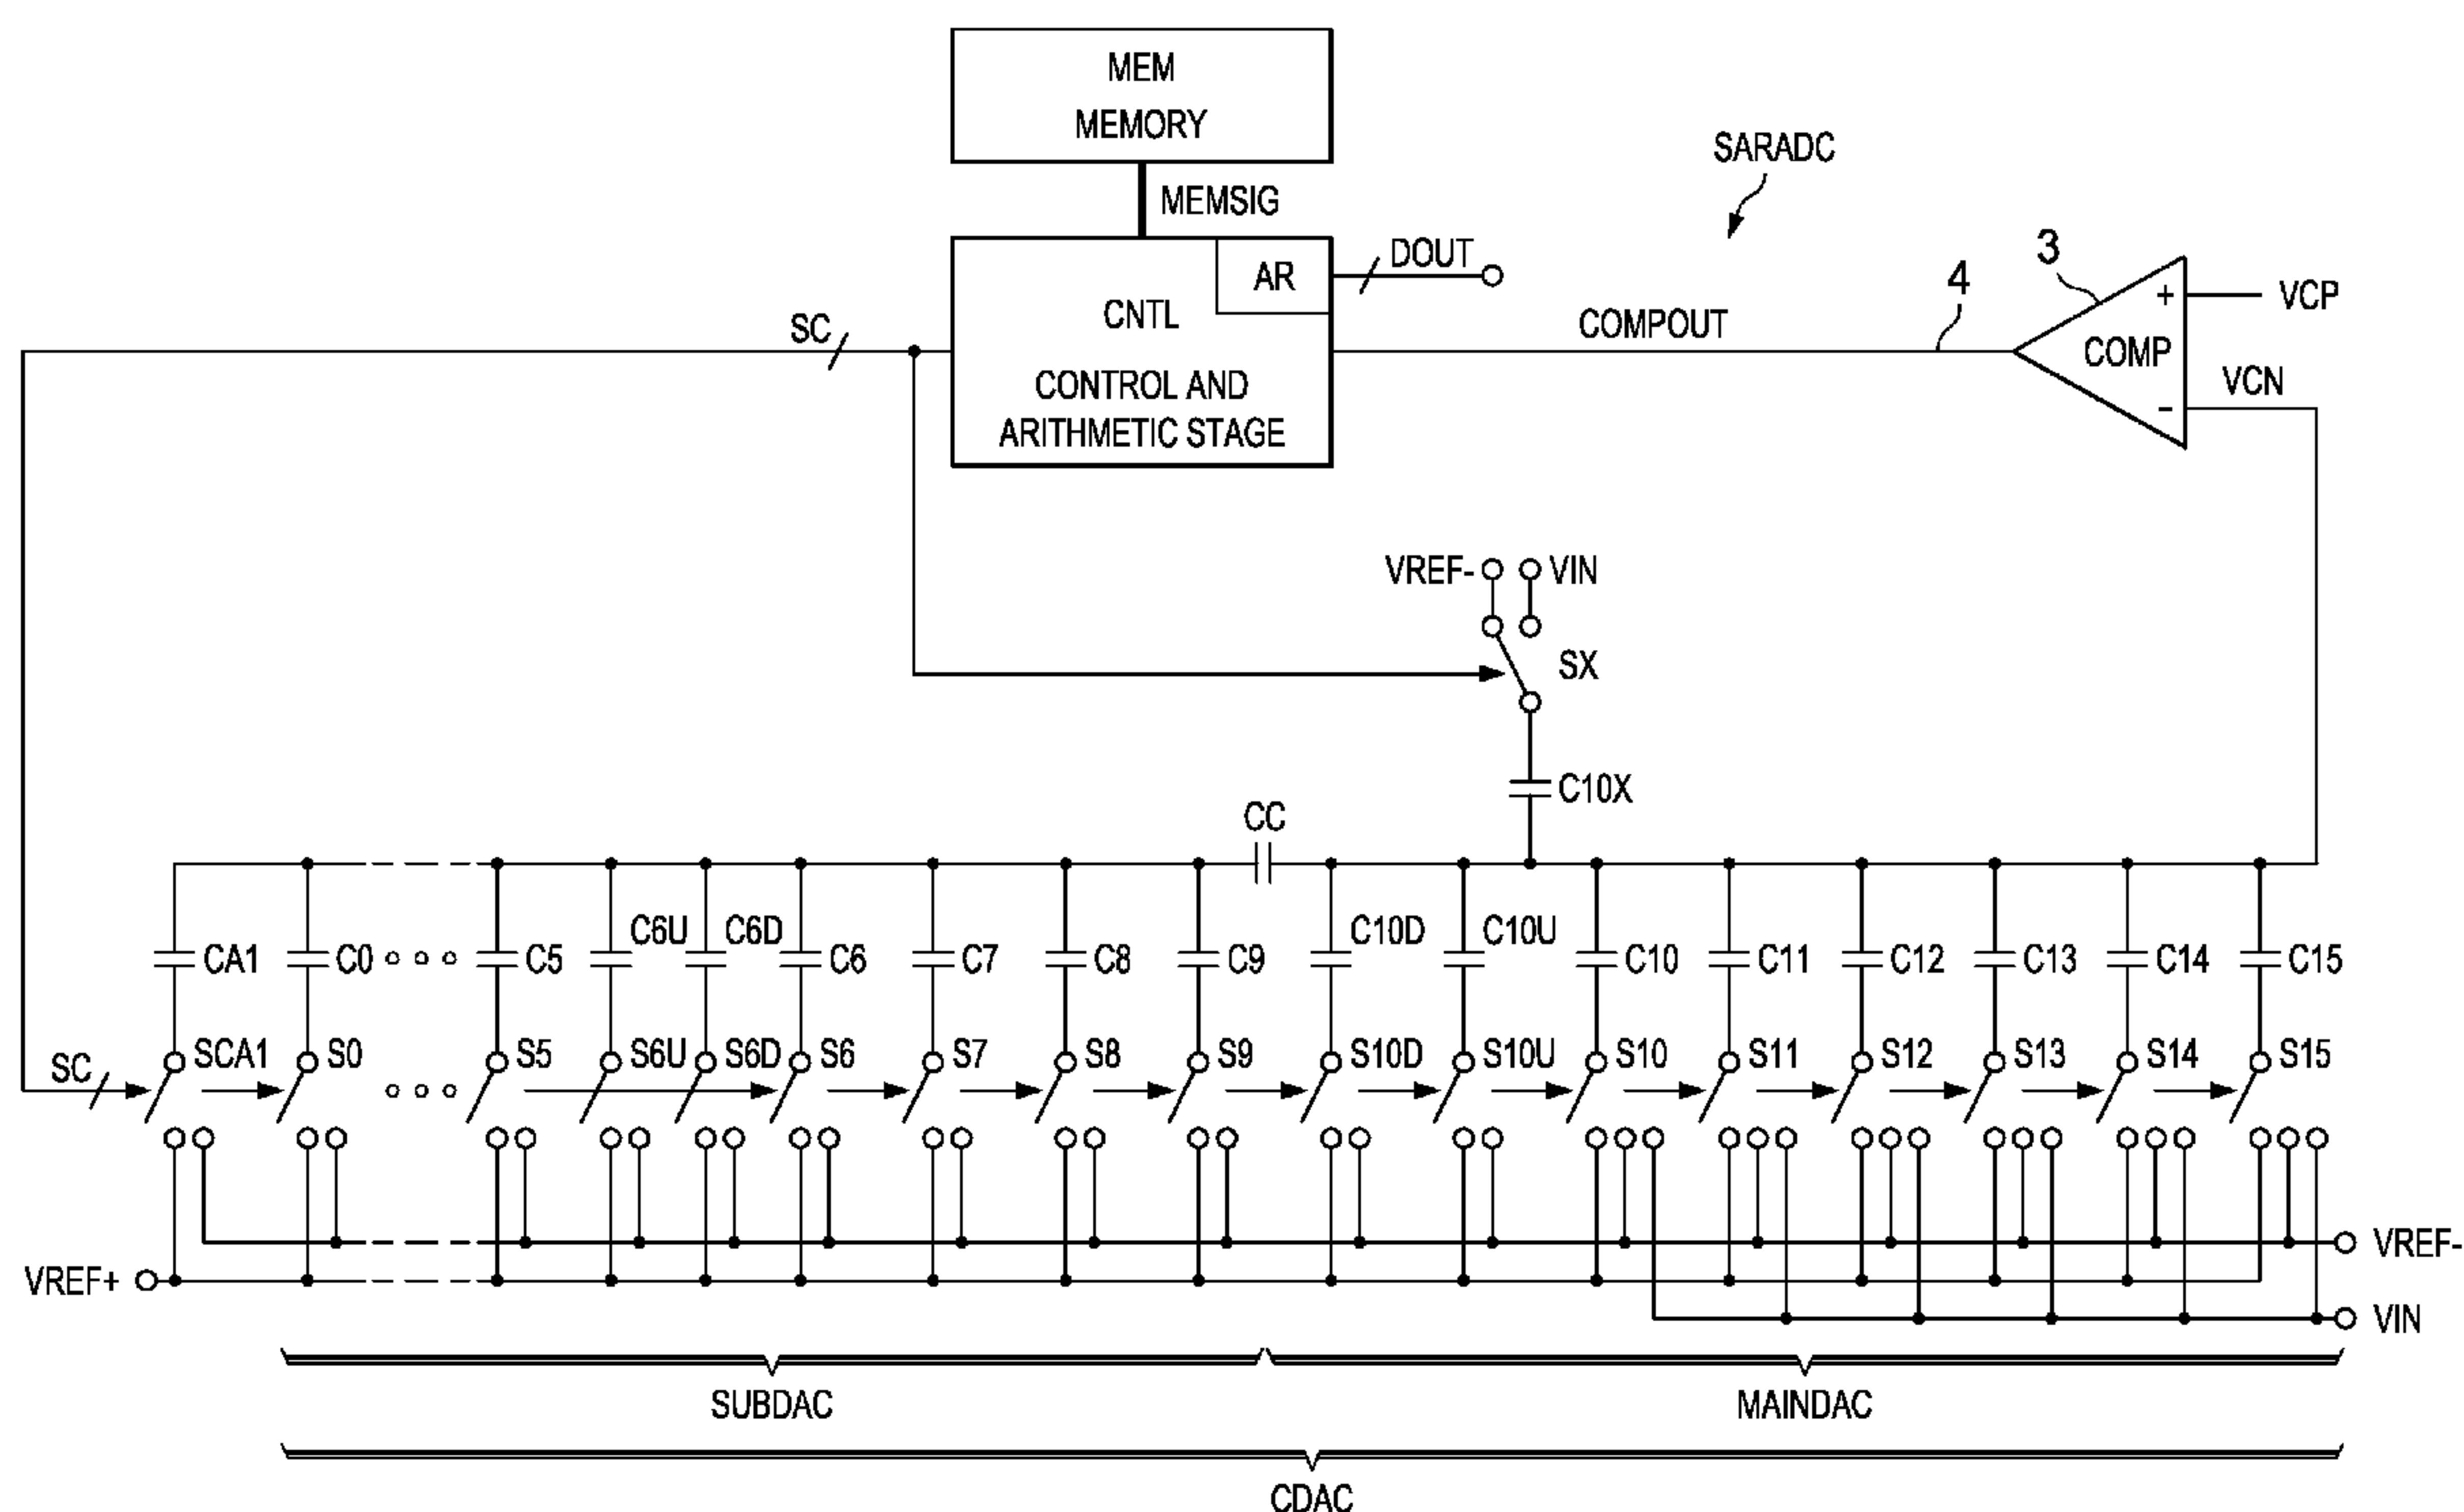 MEM
MEMORY
SARADC
MEMSIG
3
DOUT
AR
4
+
VCP
CNTL
SC
COMPOUT
COMP
CONTROL AND
VCN
-
ARITHMETIC STAGE
VREF- VIN
SX
C10X
CC
C6U C6D C10D C10U
CA1 C0 C5 C6 C7 C8 C9 C10 C11 C12 C13 C14 C15
SC SCA1 S0 S5 S6U S6D S6 S7 S8 S9 S10D S10U S10 S11 S12 S13 S14 S15
VREF-
VREF+
VIN
SUBDAC MAINDAC
CDAC